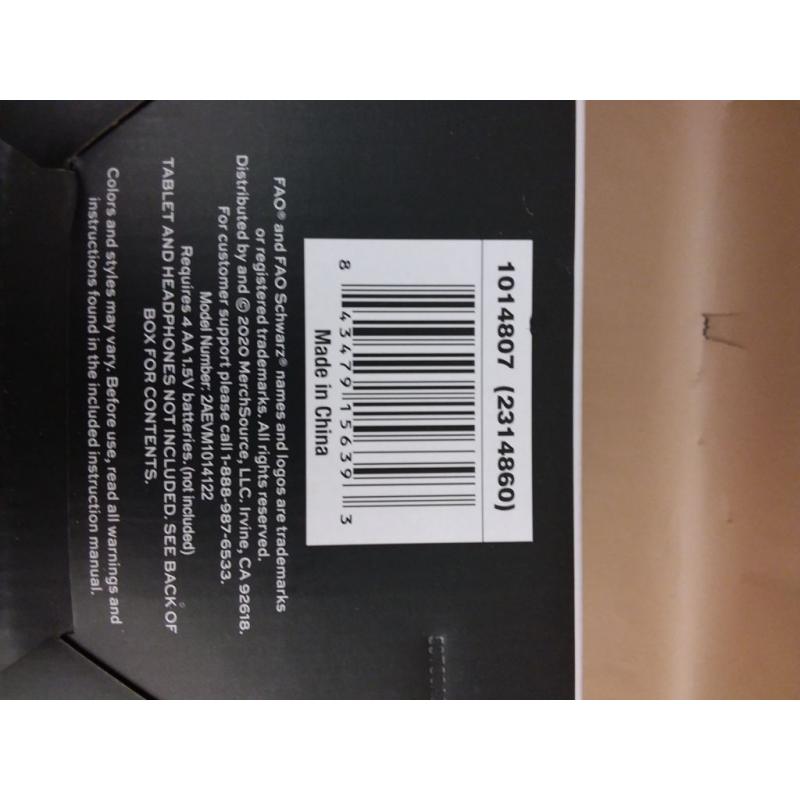 1014807 (2314860)
8 43479 15639 3
Made in China
FAO® and FAO Schwarz® names and logos are trademarks
or registered trademarks. All rights reserved.
Distributed by and © 2020 MerchSource, LLC, Irvine, CA 92618.
For customer support please call 1-888-987-6533.
Model Number: 2AEVM1014122
Requires 4 AA 1.5V batteries. (not included)
TABLET AND HEADPHONES NOT INCLUDED. SEE BACK OF
BOX FOR CONTENTS.
Colors and styles may vary. Before use, read all warnings and
instructions found in the included instruction manual.